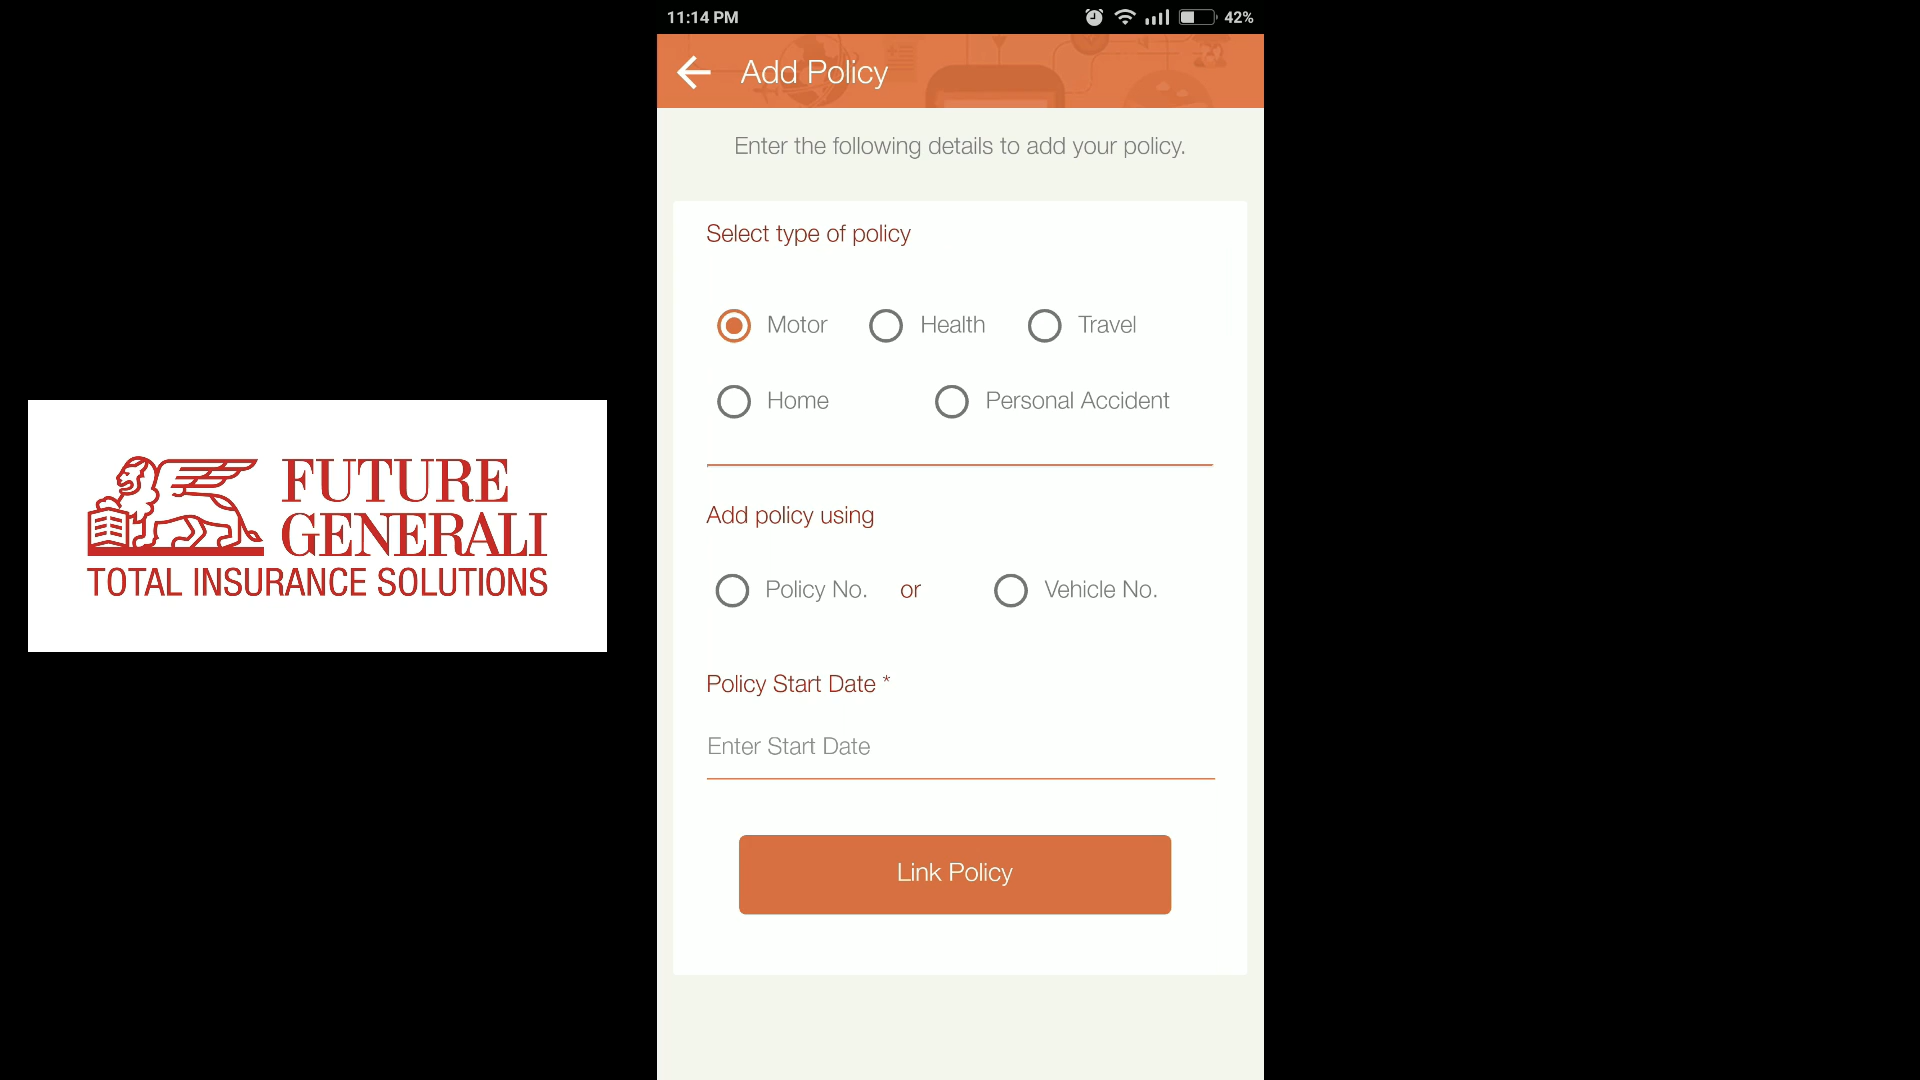 11:14 PM
42%
Add Policy
Enter the following details to add your policy.
Select type of policy
Motor Health Travel
Home Personal Accident
Add policy using
Policy No. or Vehicle No.
Policy Start Date *
Enter Start Date
Link Policy
FUTURE
GENERALI
TOTAL INSURANCE SOLUTIONS